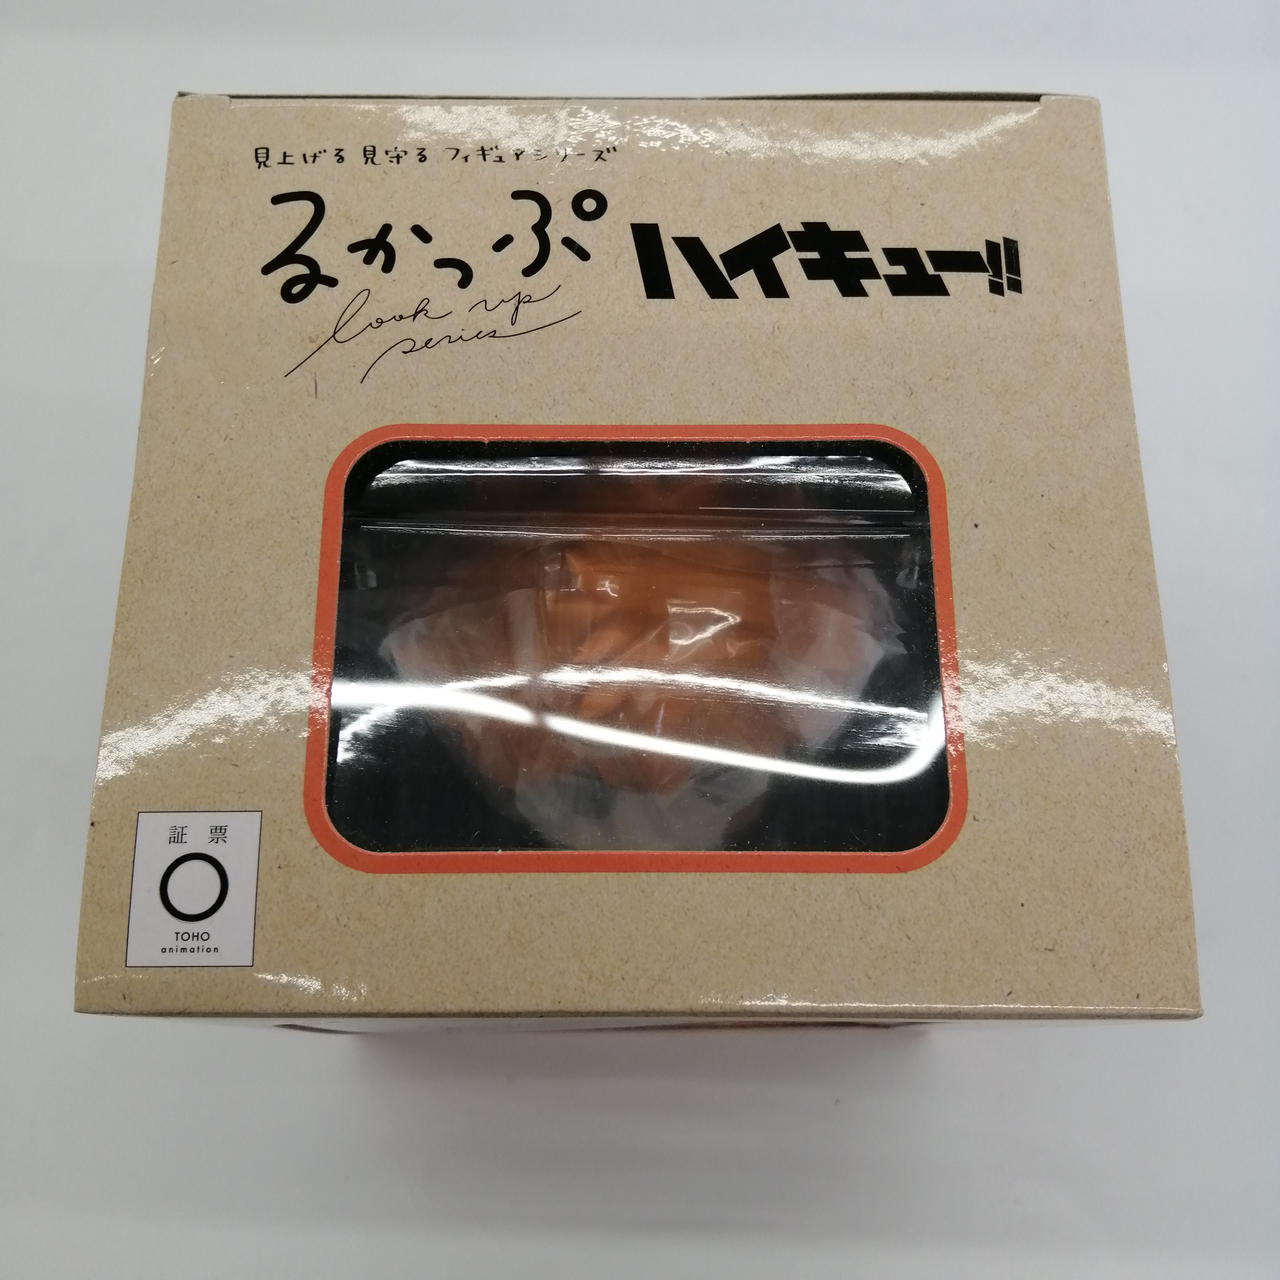 見上げる 見守る フィギュアシリーズ
るかっぷ ハイキュー!!
look up
series
証票
TOHO
animation